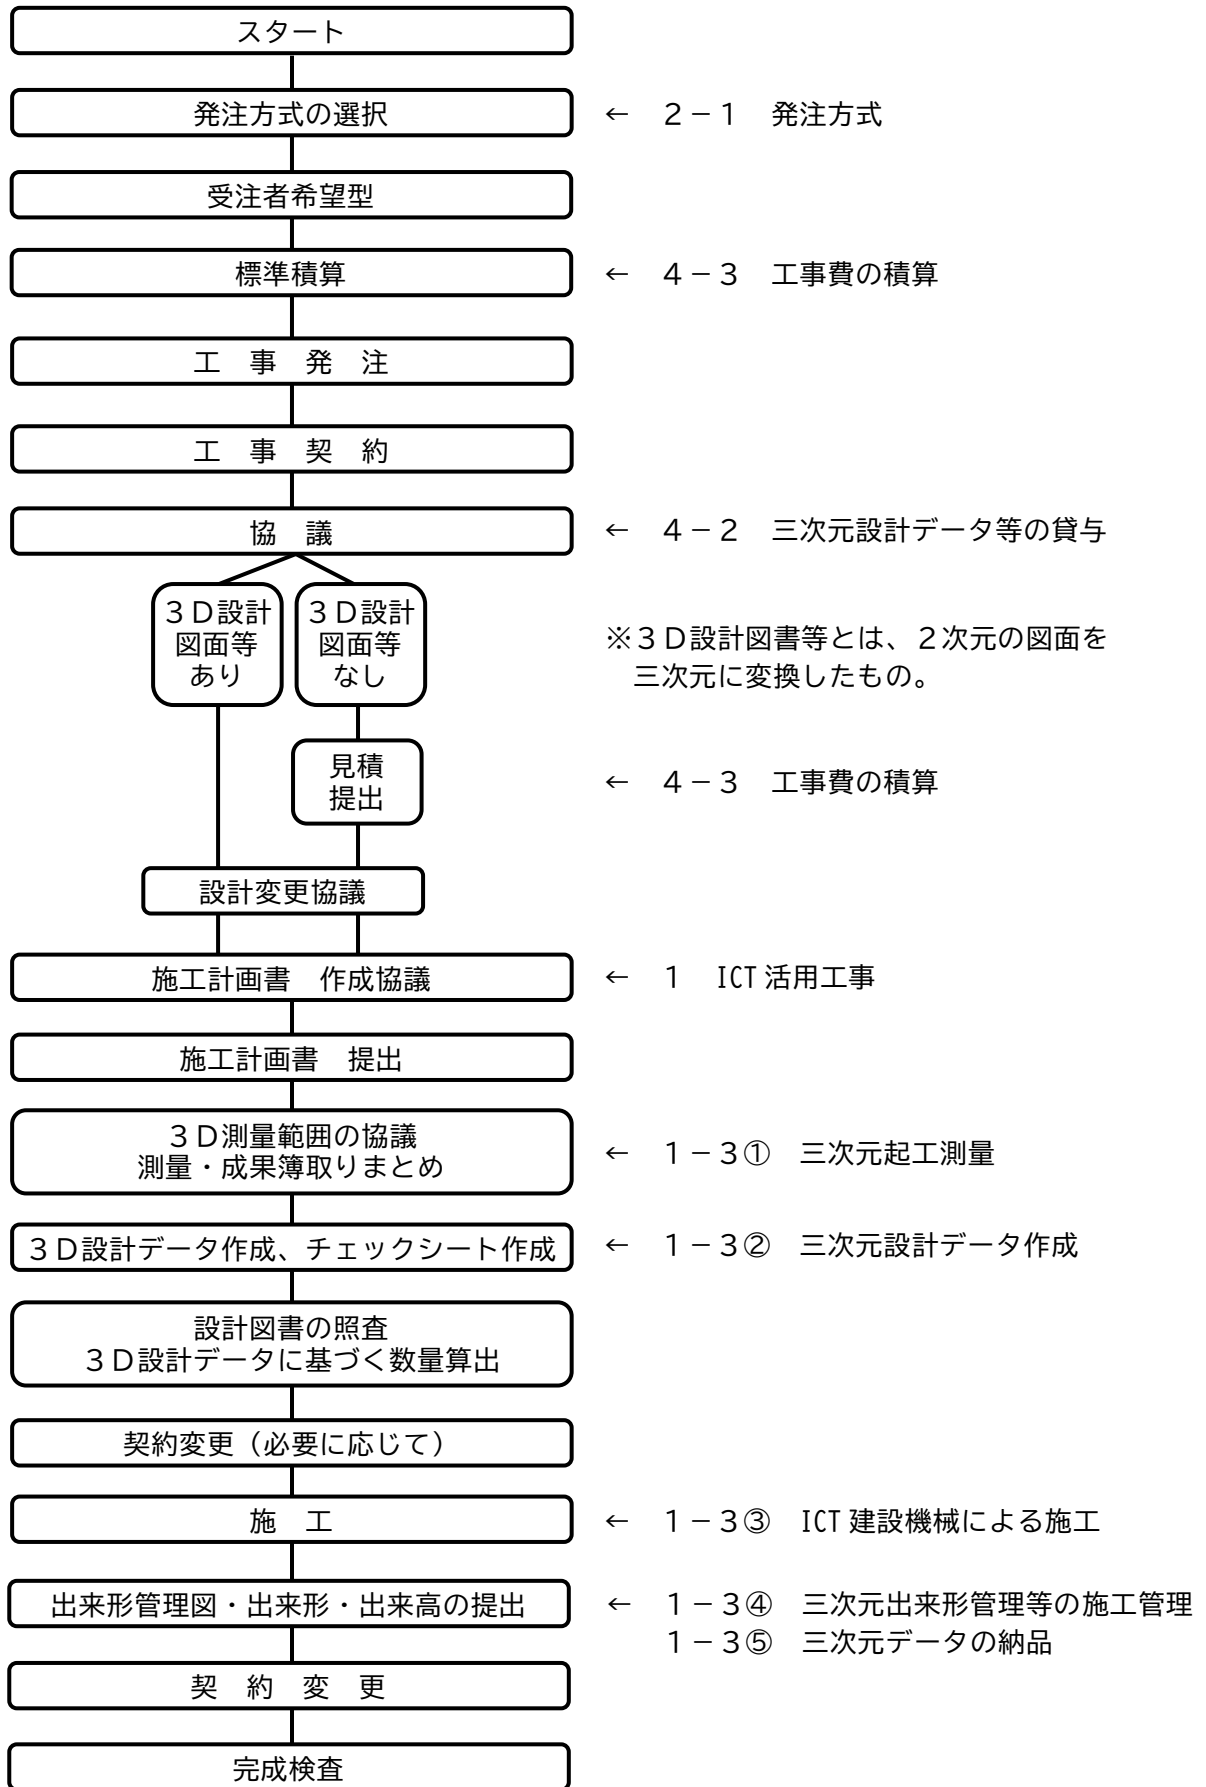 スタート
発注方式の選択
← ２－１ 発注方式
受注者希望型
標準積算
← ４－３ 工事費の積算
工 事 発 注
工 事 契 約
協 議
← ４－２ 三次元設計データ等の貸与
３Ｄ設計
図面等
あり
３Ｄ設計
図面等
なし
※３Ｄ設計図書等とは、２次元の図面を
三次元に変換したもの。
見積
提出
← ４－３ 工事費の積算
設計変更協議
施工計画書 作成協議
← １ ICT活用工事
施工計画書 提出
３Ｄ測量範囲の協議
測量・成果簿取りまとめ
← １－３① 三次元起工測量
３Ｄ設計データ作成、チェックシート作成
← １－３② 三次元設計データ作成
設計図書の照査
３Ｄ設計データに基づく数量算出
契約変更（必要に応じて）
施 工
← １－３③ ICT建設機械による施工
出来形管理図・出来形・出来高の提出
← １－３④ 三次元出来形管理等の施工管理
１－３⑤ 三次元データの納品
契 約 変 更
完成検査